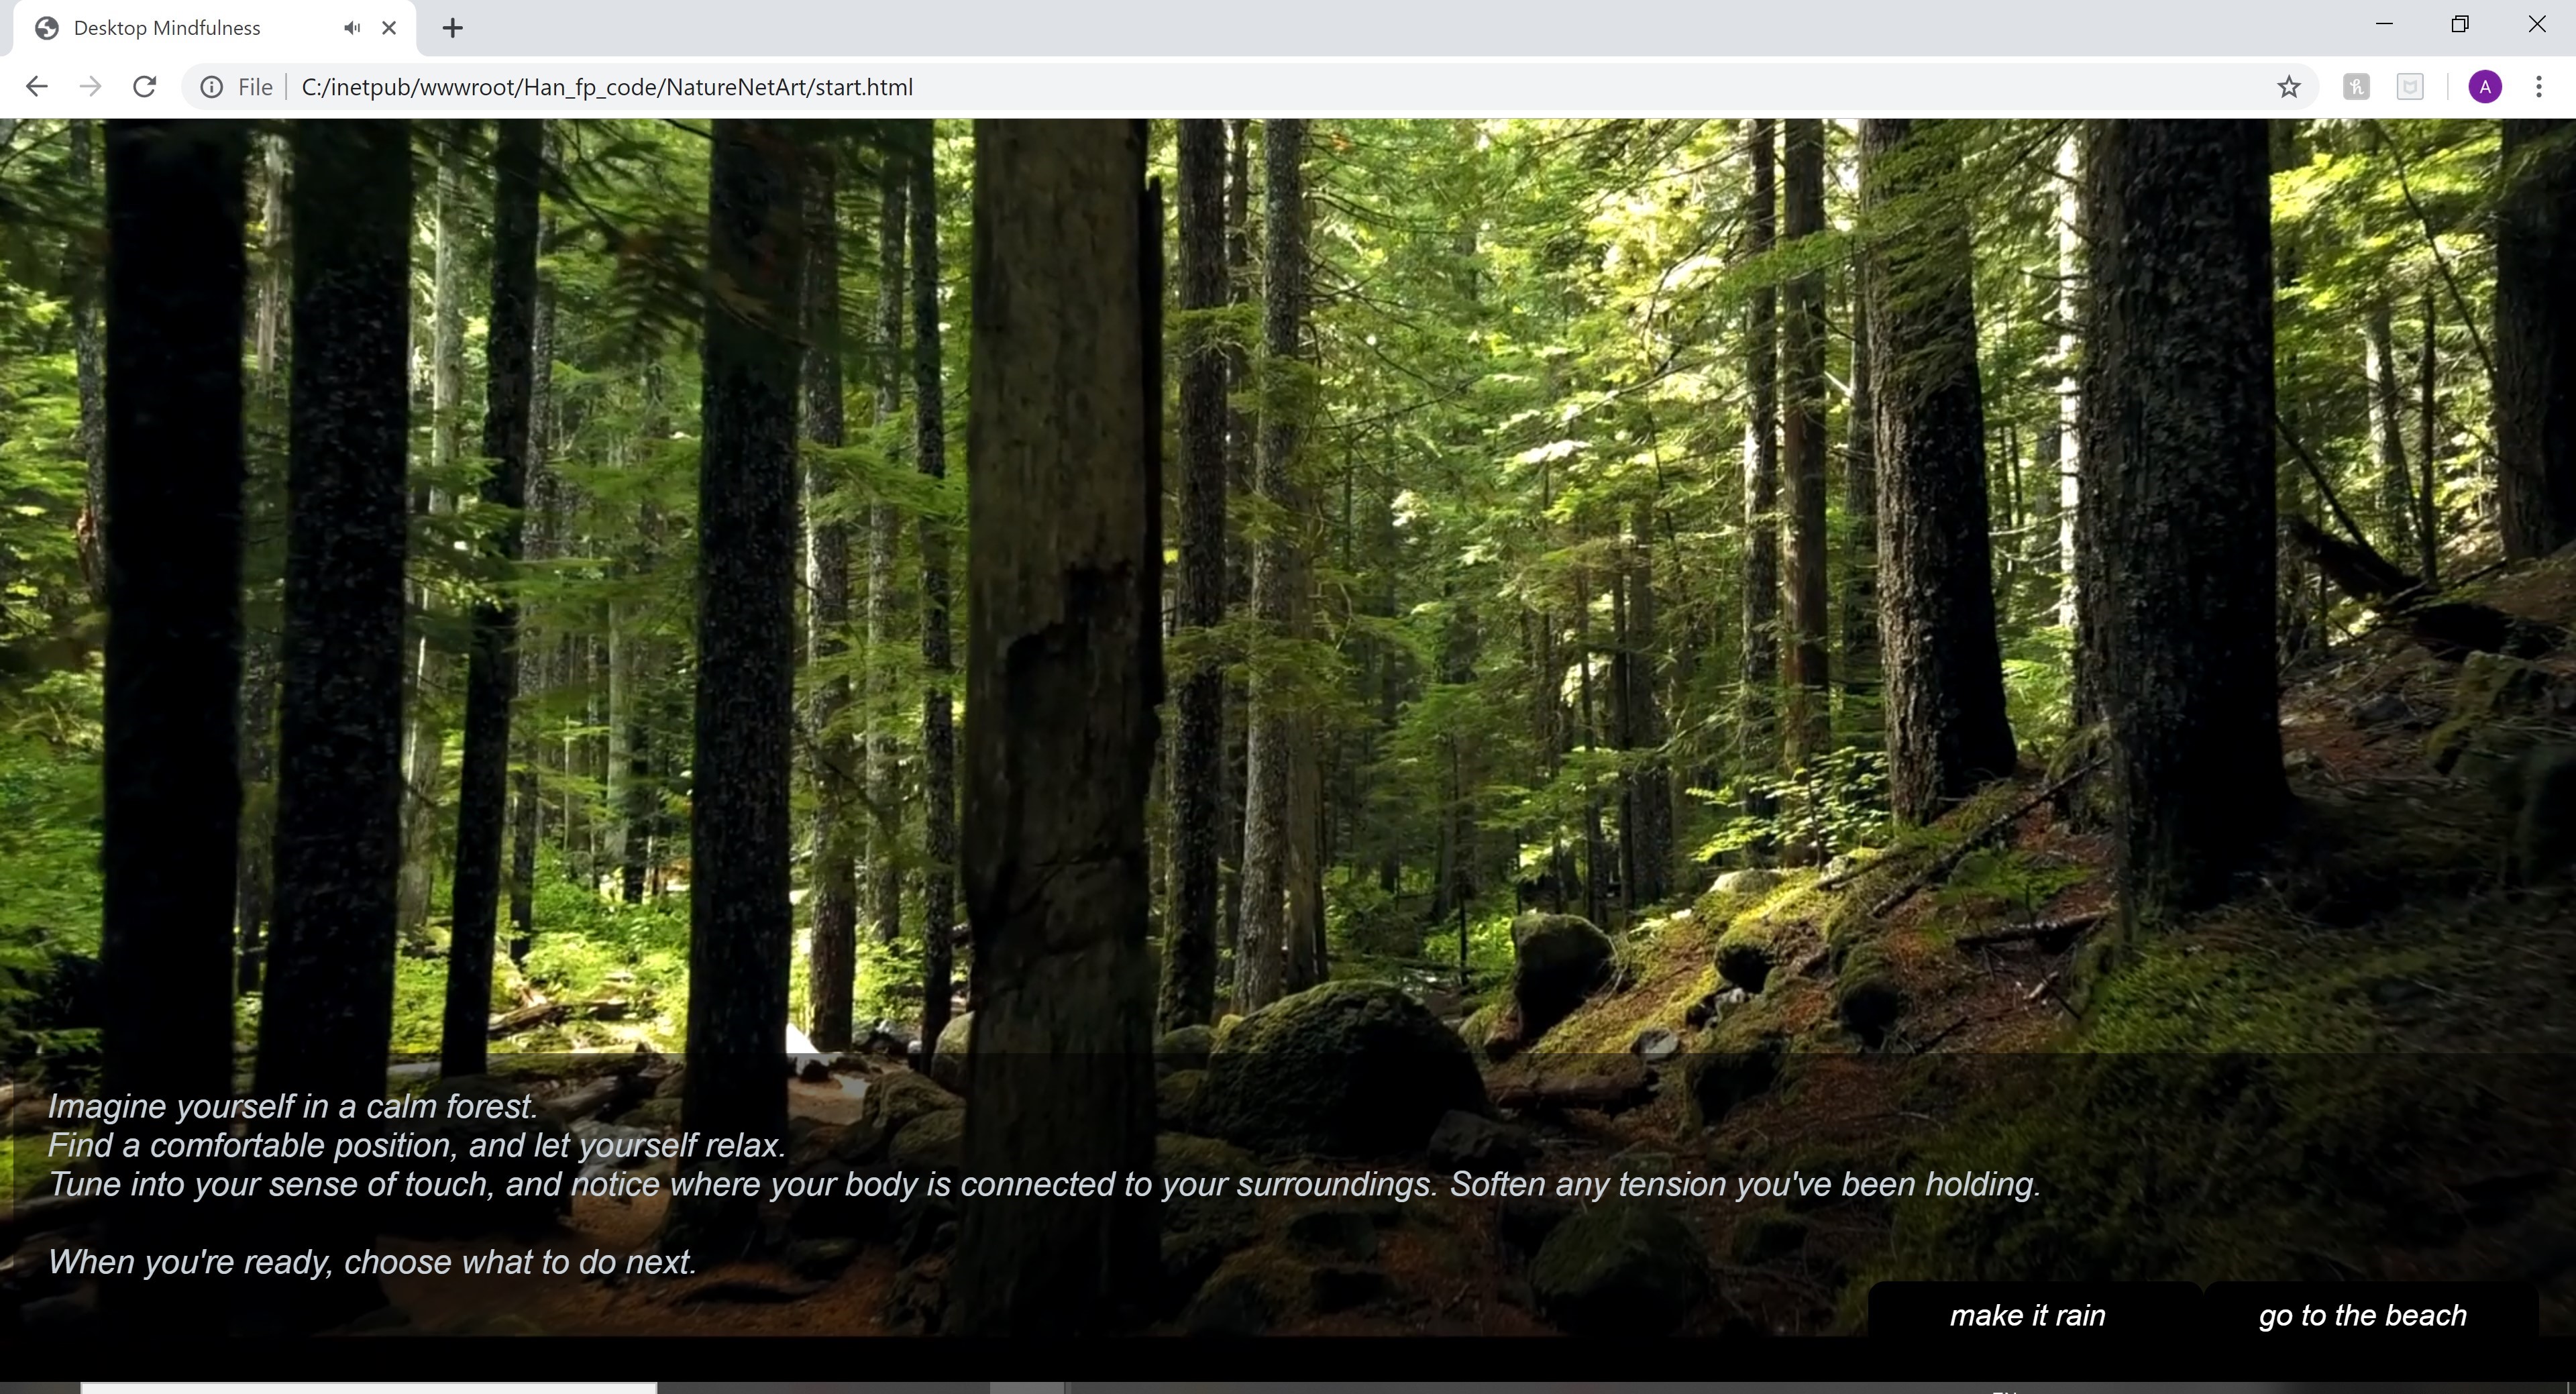 Desktop Mindfulness
File
C:/inetpub/wwwroot/Han_fp_code/NatureNetArt/start.html
A
Imagine yourself in a calm forest.
Find a comfortable position, and let yourself relax.
Tune into your sense of touch, and notice where your body is connected to your surroundings. Soften any tension you've been holding.
When you're ready, choose what to do next.
make it rain
go to the beach